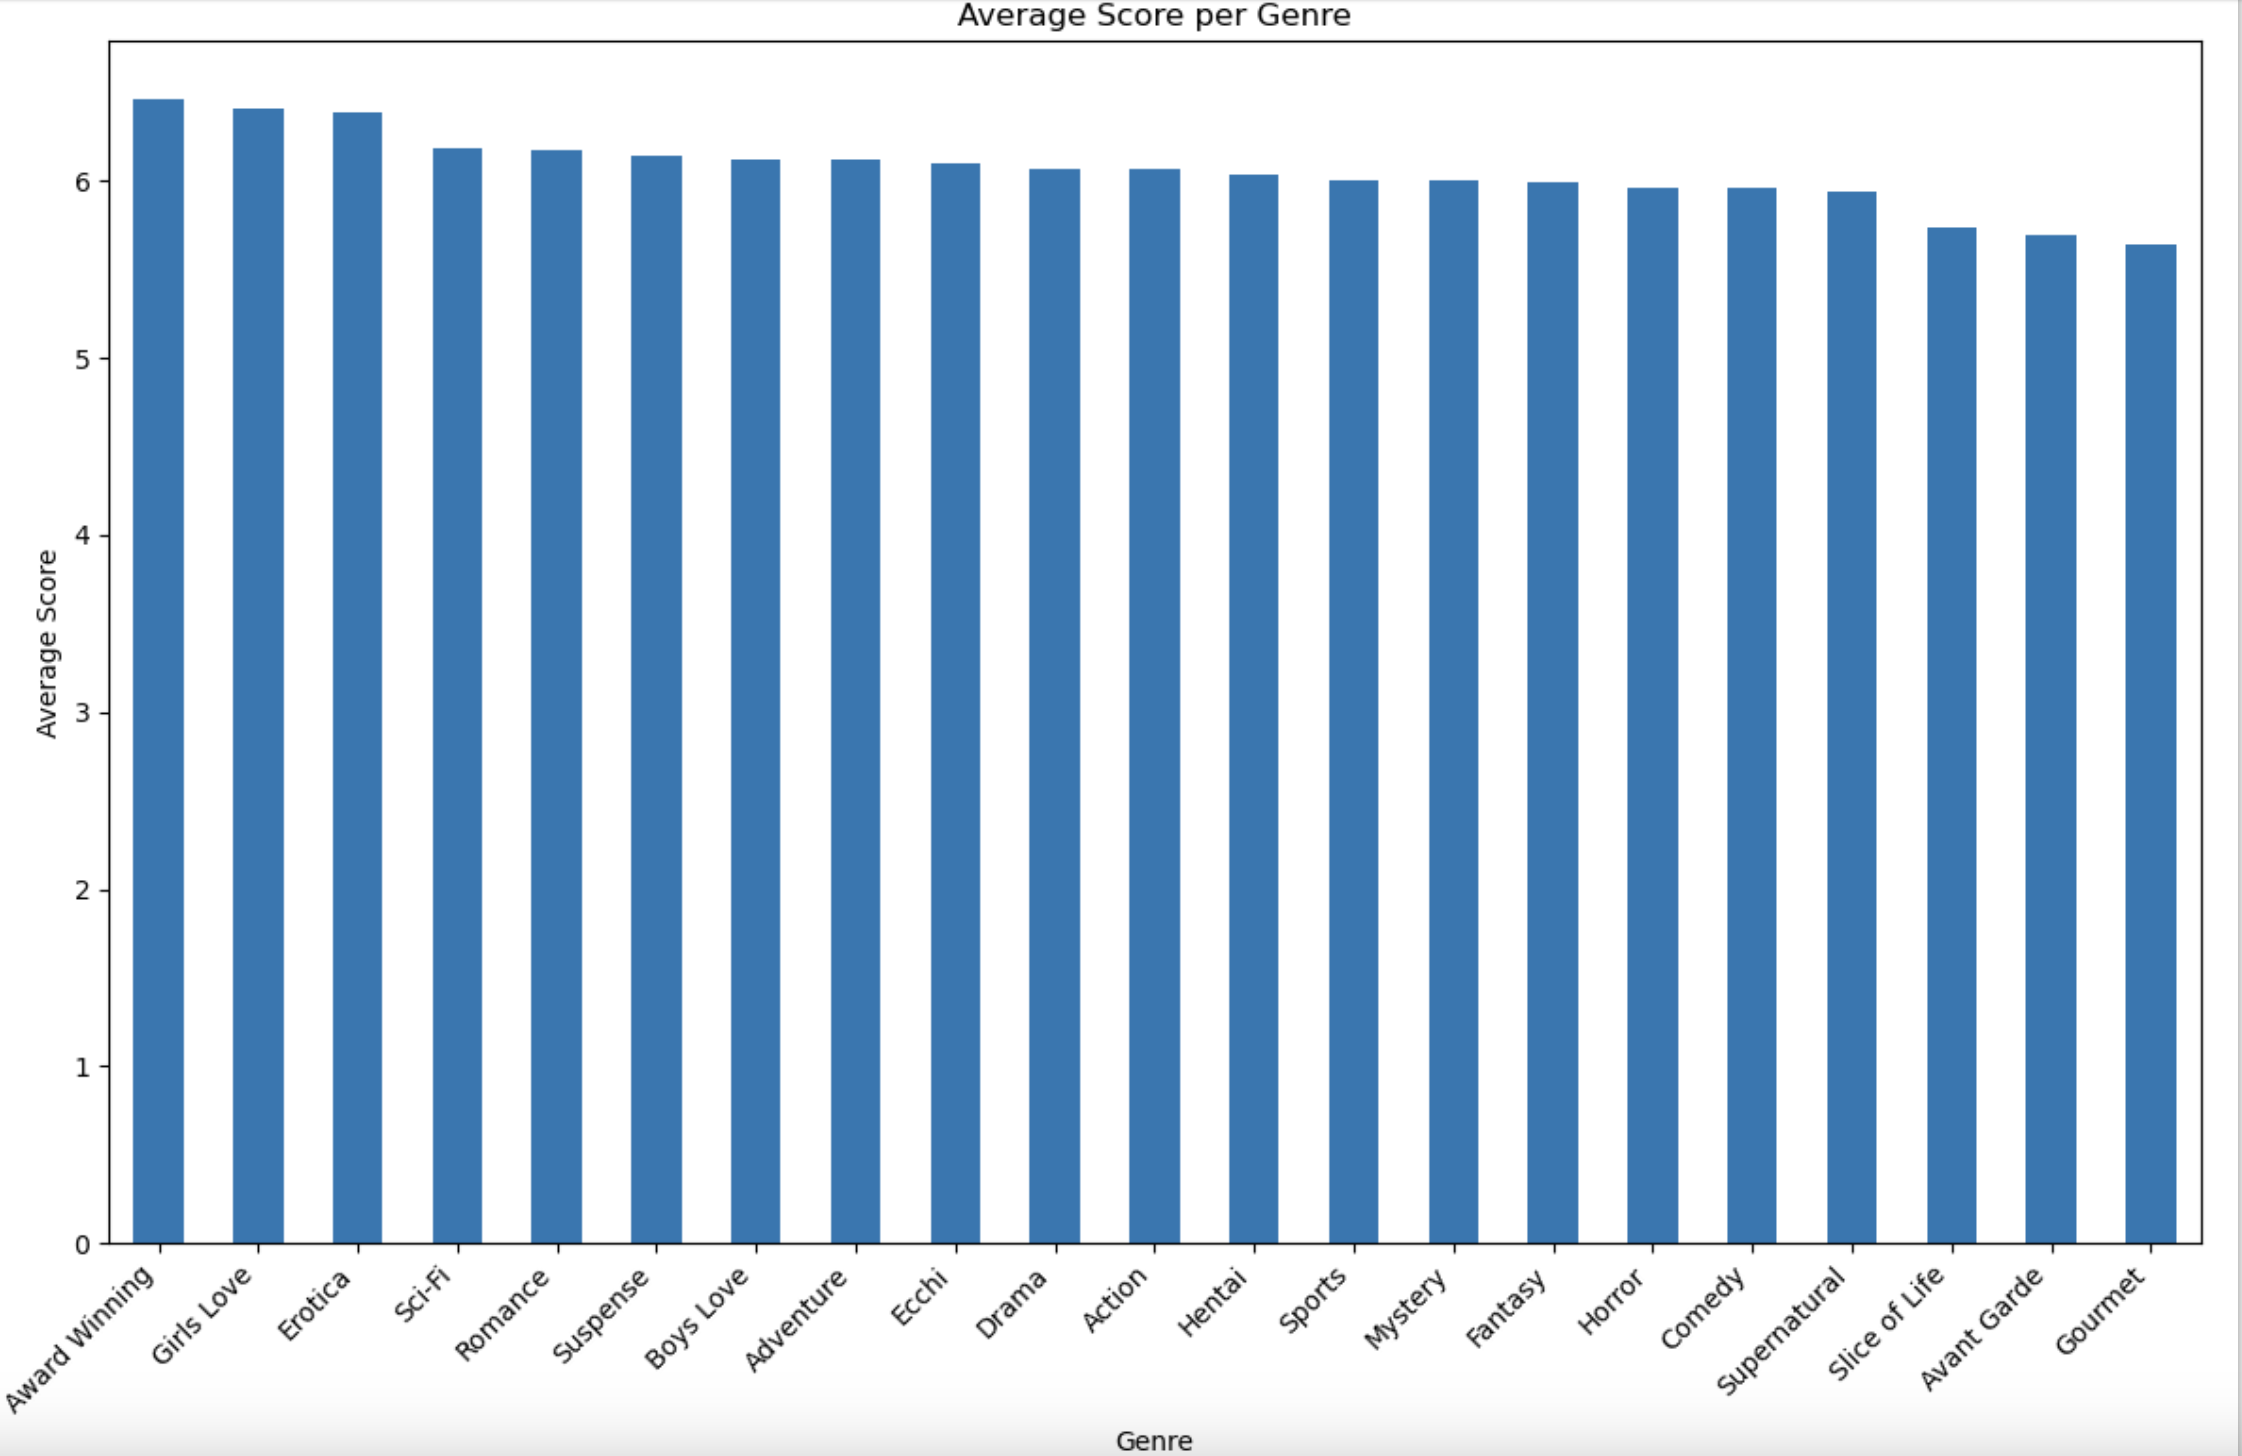 Average Score per Genre
6
5
4
3
2
1
0
Average Score
Award Winning
Girls Love
Erotica
Sci-Fi
Romance
Suspense
Boys Love
Adventure
Ecchi
Drama
Action
Hentai
Sports
Mystery
Fantasy
Horror
Comedy
Supernatural
Slice of Life
Avant Garde
Gourmet
Genre